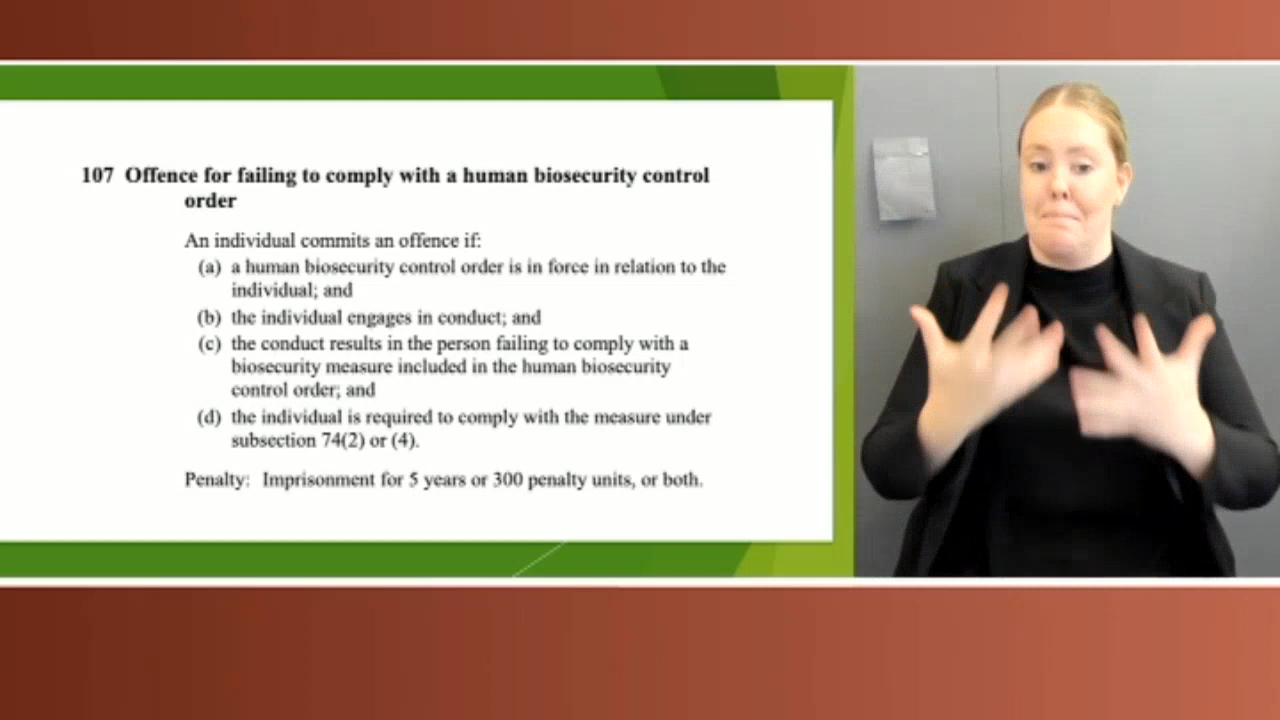 107 Offence for failing to comply with a human biosecurity control
order
An individual commits an offence if:
(a) a human biosecurity control order is in force in relation to the
individual; and
(b) the individual engages in conduct; and
(c) the conduct results in the person failing to comply with a
biosecurity measure included in the human biosecurity
control order; and
(d) the individual is required to comply with the measure under
subsection 74(2) or (4).
Penalty: Imprisonment for 5 years or 300 penalty units, or both.